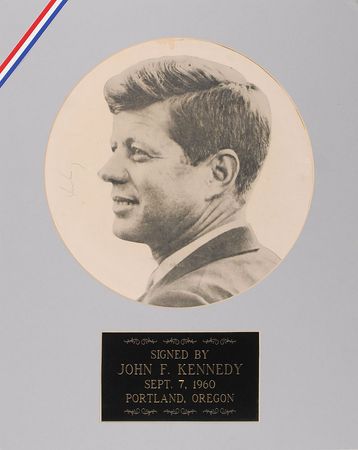 SIGNED BY
JOHN F. KENNEDY
SEPT. 7, 1960
PORTLAND, OREGON